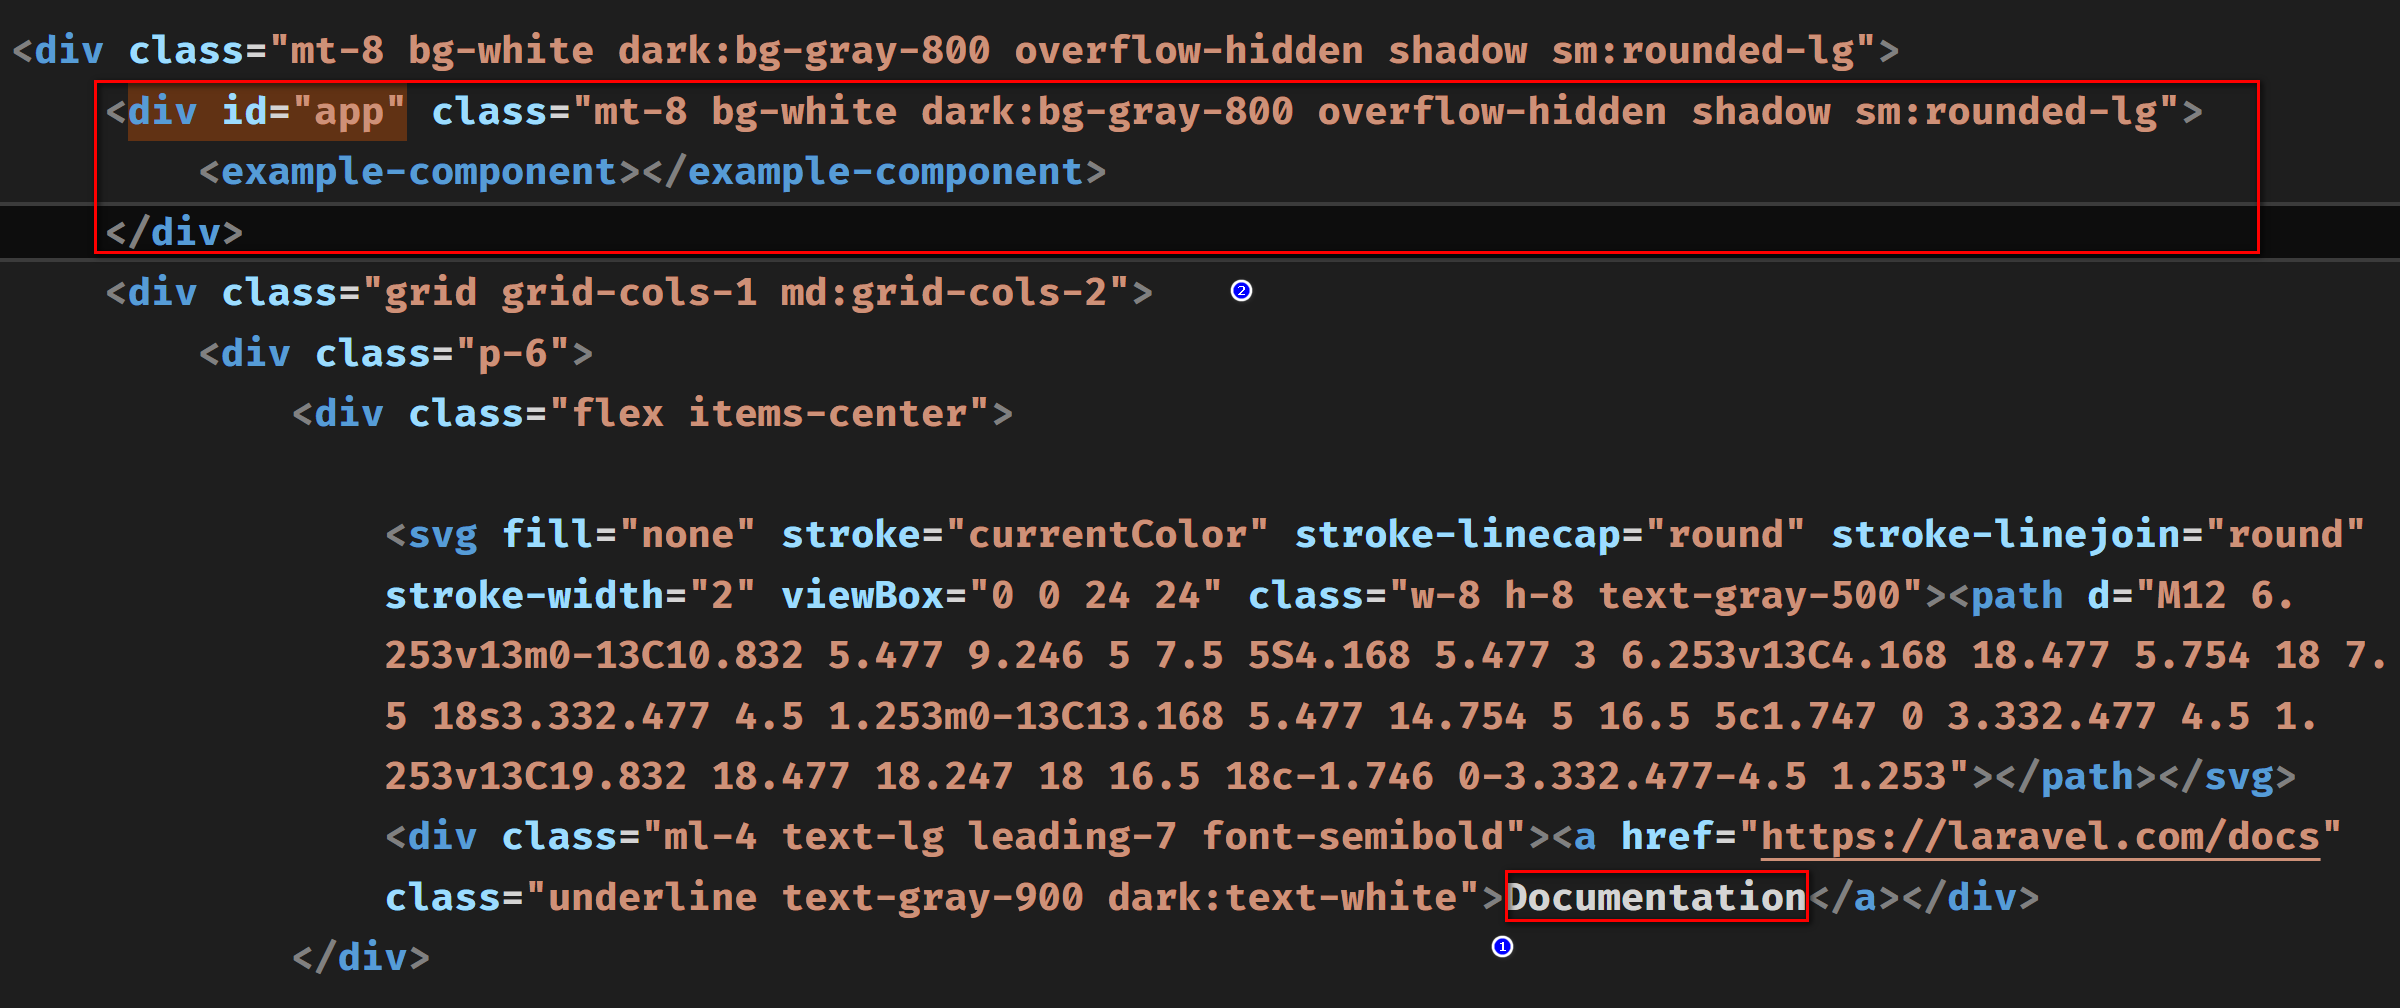 <div class="mt-8 bg-white dark:bg-gray-800 overflow-hidden shadow sm:rounded-lg">
<div id="app" class="mt-8 bg-white dark:bg-gray-800 overflow-hidden shadow sm:rounded-lg">
<example-component></example-component>
</div>
<div class="grid grid-cols-1 md:grid-cols-2">
2
<div class="p-6">
<div class="flex items-center">
<svg fill="none" stroke="currentColor" stroke-linecap="round" stroke-linejoin="round"
stroke-width="2" viewBox="0 0 24 24" class="w-8 h-8 text-gray-500"><path d="M12 6.
253v13m0-13C10.832 5.477 9.246 5 7.5 5S4.168 5.477 3 6.253v13C4.168 18.477 5.754 18 7.
5 18s3.332.477 4.5 1.253m0-13C13.168 5.477 14.754 5 16.5 5c1.747 0 3.332.477 4.5 1.
253v13C19.832 18.477 18.247 18 16.5 18c-1.746 0-3.332.477-4.5 1.253"></path></svg>
<div class="ml-4 text-lg leading-7 font-semibold"><a href="https://laravel.com/docs"
class="underline text-gray-900 dark:text-white">Documentation</a></div>
1
</div>